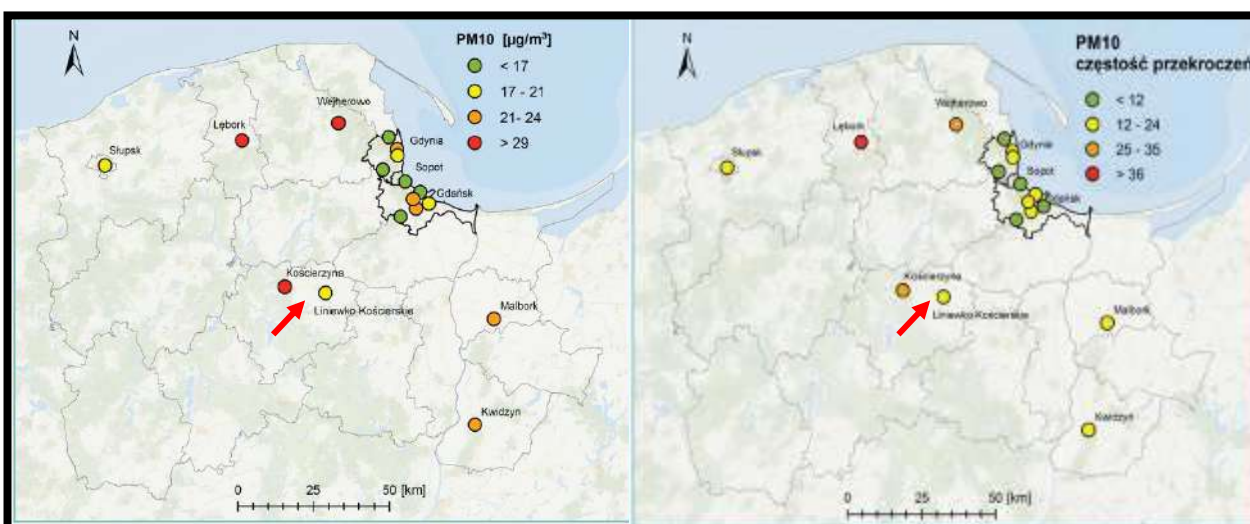 N
PM10 [µg/m³]
< 17
17 - 21
21- 24
> 29
Wejherowo
Lębork
Słupsk
Gdynia
Sopot
Gdańsk
Kościerzyna
Liniewko-Kościerskie
Malbork
Kwidzyn
0 25 50 [km]
N
PM10
częstość przekroczeń
< 12
12 - 24
25 - 35
> 36
Wejherowo
Lębork
Słupsk
Gdynia
Sopot
Gdańsk
Kościerzyna
Liniewko-Kościerskie
Malbork
Kwidzyn
0 25 50 [km]